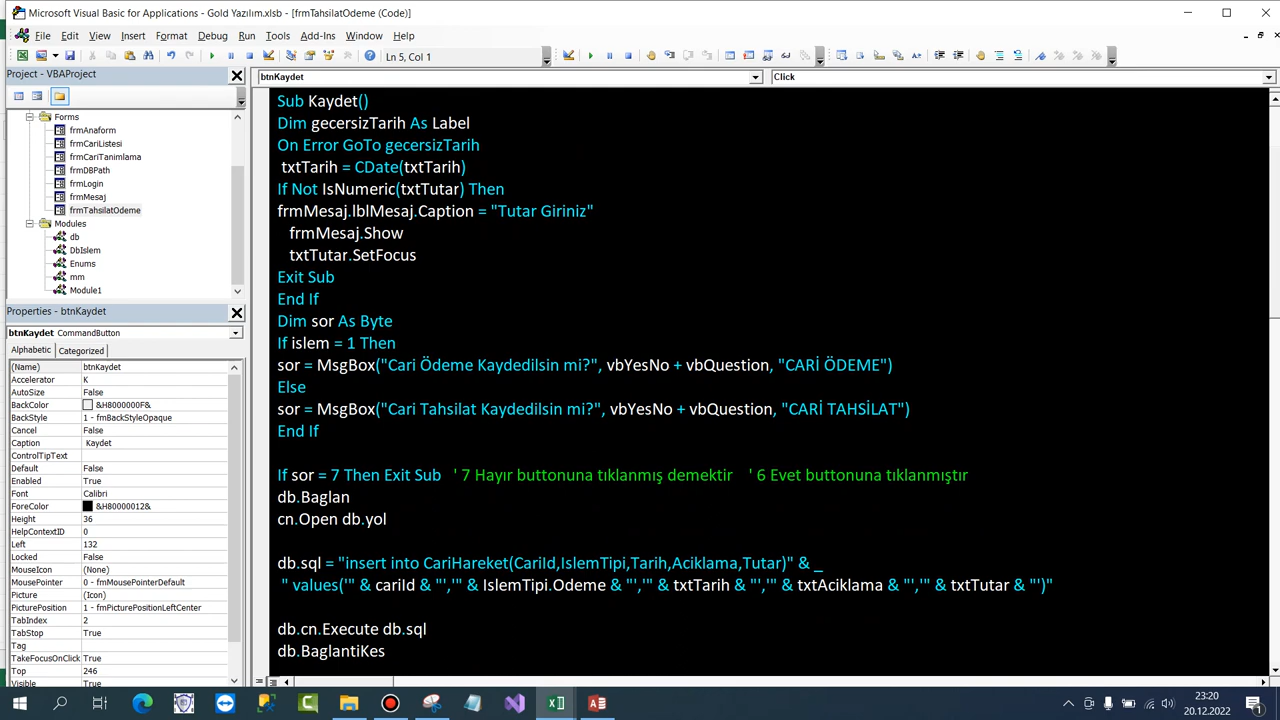 Microsoft Visual Basic for Applications - Gold Yazılım.xlsb - [frmTahsilatOdeme (Code)]
File Edit View Insert Format Debug Run Tools Add-Ins Window Help
Ln 5, Col 1
Project - VBAProject
btnKaydet
Click
Forms
frmAnaform
frmCariListesi
frmCariTanimlama
frmDBPath
frmLogin
frmMesaj
frmTahsilatOdeme
Modules
db
DbIslem
Enums
mm
Module1
Properties - btnKaydet
btnKaydet CommandButton
Alphabetic Categorized
(Name) btnKaydet
Accelerator K
AutoSize False
BackColor &H8000000F&
BackStyle 1 - fmBackStyleOpaque
Cancel False
Caption Kaydet
ControlTipText
Default False
Enabled True
Font Calibri
ForeColor &H80000012&
Height 36
HelpContextID 0
Left 132
Locked False
MouseIcon (None)
MousePointer 0 - fmMousePointerDefault
Picture (Icon)
PicturePosition 1 - fmPicturePositionLeftCenter
TabIndex 2
TabStop True
Tag
TakeFocusOnClick True
Top 246
Visible True
Sub Kaydet()
Dim gecersizTarih As Label
On Error GoTo gecersizTarih
txtTarih = CDate(txtTarih)
If Not IsNumeric(txtTutar) Then
frmMesaj.lblMesaj.Caption = "Tutar Giriniz"
frmMesaj.Show
txtTutar.SetFocus
Exit Sub
End If
Dim sor As Byte
If islem = 1 Then
sor = MsgBox("Cari Ödeme Kaydedilsin mi?", vbYesNo + vbQuestion, "CARİ ÖDEME")
Else
sor = MsgBox("Cari Tahsilat Kaydedilsin mi?", vbYesNo + vbQuestion, "CARİ TAHSİLAT")
End If
If sor = 7 Then Exit Sub ' 7 Hayır buttonuna tıklanmış demektir ' 6 Evet buttonuna tıklanmıştır
db.Baglan
cn.Open db.yol
db.sql = "insert into CariHareket(CariId,IslemTipi,Tarih,Aciklama,Tutar)" & _
" values('" & cariId & "','" & IslemTipi.Odeme & "','" & txtTarih & "','" & txtAciklama & "','" & txtTutar & "')"
db.cn.Execute db.sql
db.BaglantiKes
23:20
20.12.2022